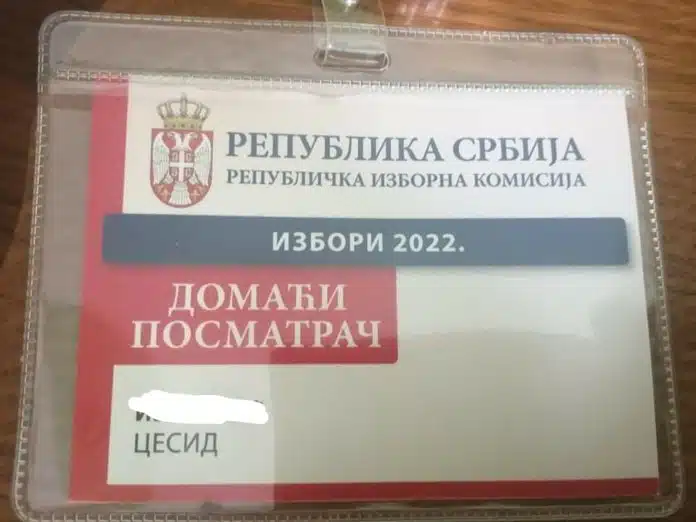 РЕПУБЛИКА СРБИЈА
РЕПУБЛИЧКА ИЗБОРНА КОМИСИЈА
ИЗБОРИ 2022.
ДОМАЋИ
ПОСМАТРАЧ
ЦЕСИД